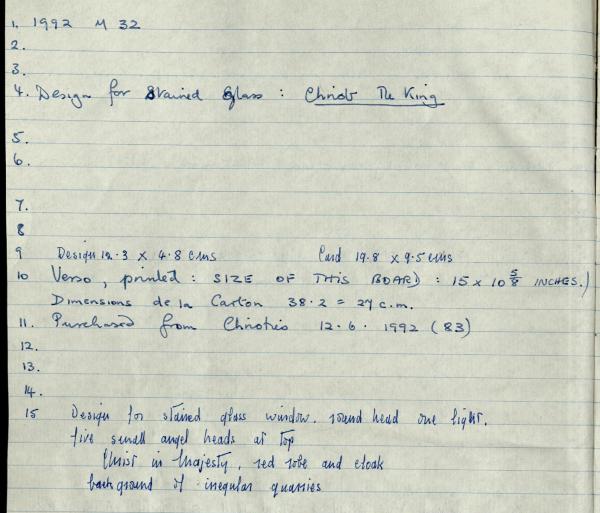 1. 1992 M 32
2.
3.
4. Design for Stained Glass : Christ The King
5.
6.
7.
8
9 Design 12.3 x 4.8 cms Card 19.8 x 9.5 cms
10 Verso, printed : SIZE OF THIS BOARD : 15 x 10 5/8 INCHES.)
Dimensions de la Carton 38.2 = 27 c.m.
11. Purchased from Christies 12.6.1992 (83)
12.
13.
14.
15 Design for stained glass window. round head one light.
five small angel heads at top
Christ in Majesty, red robe and cloak
background of irregular quarries